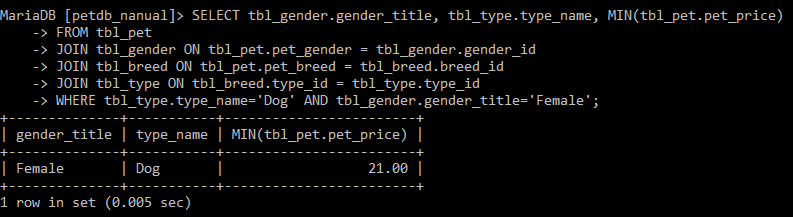 MariaDB [petdb_nanual]> SELECT tbl_gender.gender_title, tbl_type.type_name, MIN(tbl_pet.pet_price)
    -> FROM tbl_pet
    -> JOIN tbl_gender ON tbl_pet.pet_gender = tbl_gender.gender_id
    -> JOIN tbl_breed ON tbl_pet.pet_breed = tbl_breed.breed_id
    -> JOIN tbl_type ON tbl_breed.type_id = tbl_type.type_id
    -> WHERE tbl_type.type_name='Dog' AND tbl_gender.gender_title='Female';
+--------------+-----------+------------------------+
| gender_title | type_name | MIN(tbl_pet.pet_price) |
+--------------+-----------+------------------------+
| Female       | Dog       |                  21.00 |
+--------------+-----------+------------------------+
1 row in set (0.005 sec)